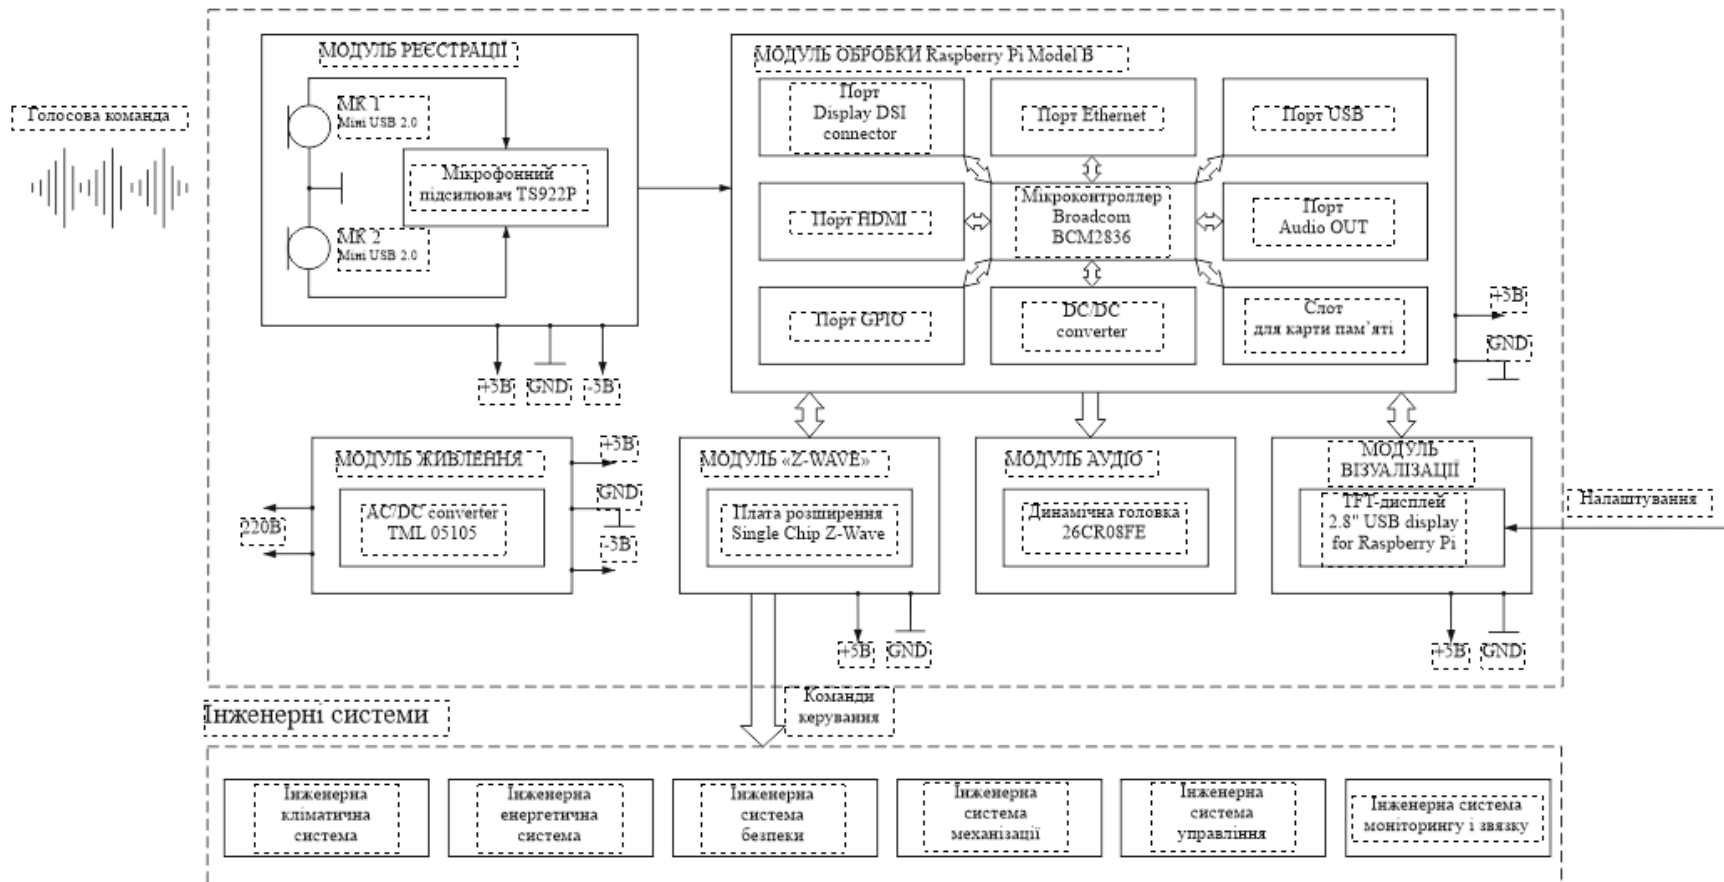 МОДУЛЬ РЕЄСТРАЦІЇ
МОДУЛЬ ОБРОБКИ Raspberry Pi Model B
Голосова команда
МК 1
Міні USB 2.0
Мікрофонний
підсилювач TS922P
МК 2
Міні USB 2.0
+5В
GND
-5В
Порт
Display DSI
connector
Порт Ethernet
Порт USB
Порт HDMI
Мікроконтроллер
Broadcom
BCM2836
Порт
Audio OUT
Порт GPIO
DC/DC
converter
Слот
для карти пам’яті
+5В
GND
МОДУЛЬ ЖИВЛЕННЯ
AC/DC converter
TML 05105
220В
+5В
GND
-5В
МОДУЛЬ «Z-WAVE»
Плата розширення
Single Chip Z-Wave
+5В
GND
МОДУЛЬ АУДІО
Динамічна головка
26CR08FE
МОДУЛЬ
ВІЗУАЛІЗАЦІЇ
TFT-дисплей
2.8" USB display
for Raspberry Pi
+5В
GND
Налаштування
Команди
керування
Інженерні системи
Інженерна
кліматична
система
Інженерна
енергетична
система
Інженерна
система
безпеки
Інженерна
система
механізації
Інженерна
система
управління
Інженерна система
моніторингу і звязку